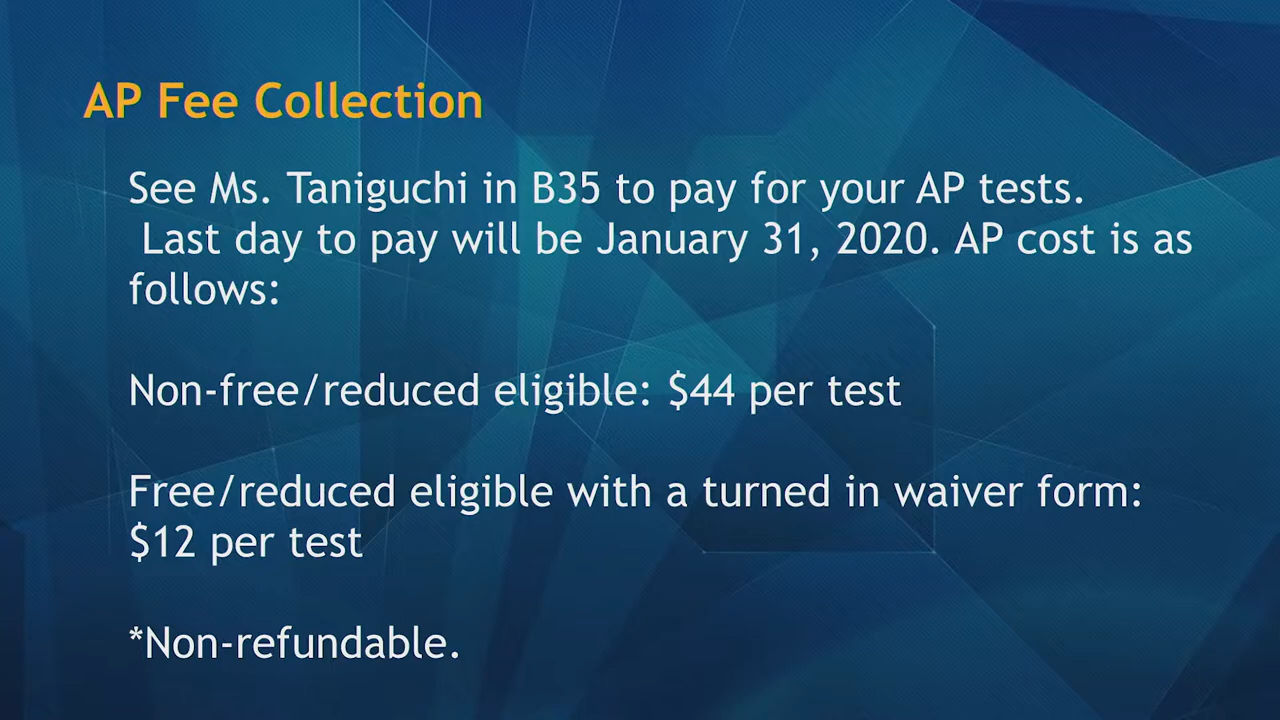 AP Fee Collection
See Ms. Taniguchi in B35 to pay for your AP tests.
Last day to pay will be January 31, 2020. AP cost is as
follows:
Non-free/reduced eligible: $44 per test
Free/reduced eligible with a turned in waiver form:
$12 per test
*Non-refundable.